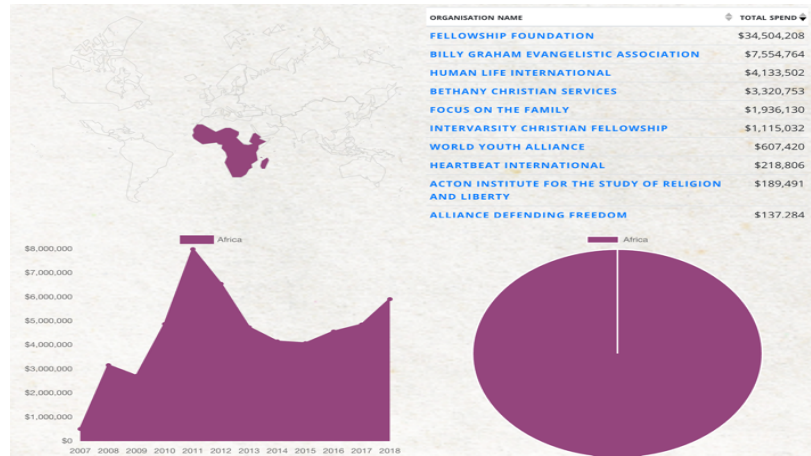 ORGANISATION NAME TOTAL SPEND
FELLOWSHIP FOUNDATION $34,504,208
BILLY GRAHAM EVANGELISTIC ASSOCIATION $7,554,764
HUMAN LIFE INTERNATIONAL $4,133,502
BETHANY CHRISTIAN SERVICES $3,320,753
FOCUS ON THE FAMILY $1,936,130
INTERVARSITY CHRISTIAN FELLOWSHIP $1,115,032
WORLD YOUTH ALLIANCE $607,420
HEARTBEAT INTERNATIONAL $218,806
ACTON INSTITUTE FOR THE STUDY OF RELIGION $189,491
AND LIBERTY
ALLIANCE DEFENDING FREEDOM $137,284
Africa
$8,000,000
$7,000,000
$6,000,000
$5,000,000
$4,000,000
$3,000,000
$2,000,000
$1,000,000
$0
2007 2008 2009 2010 2011 2012 2013 2014 2015 2016 2017 2018
Africa